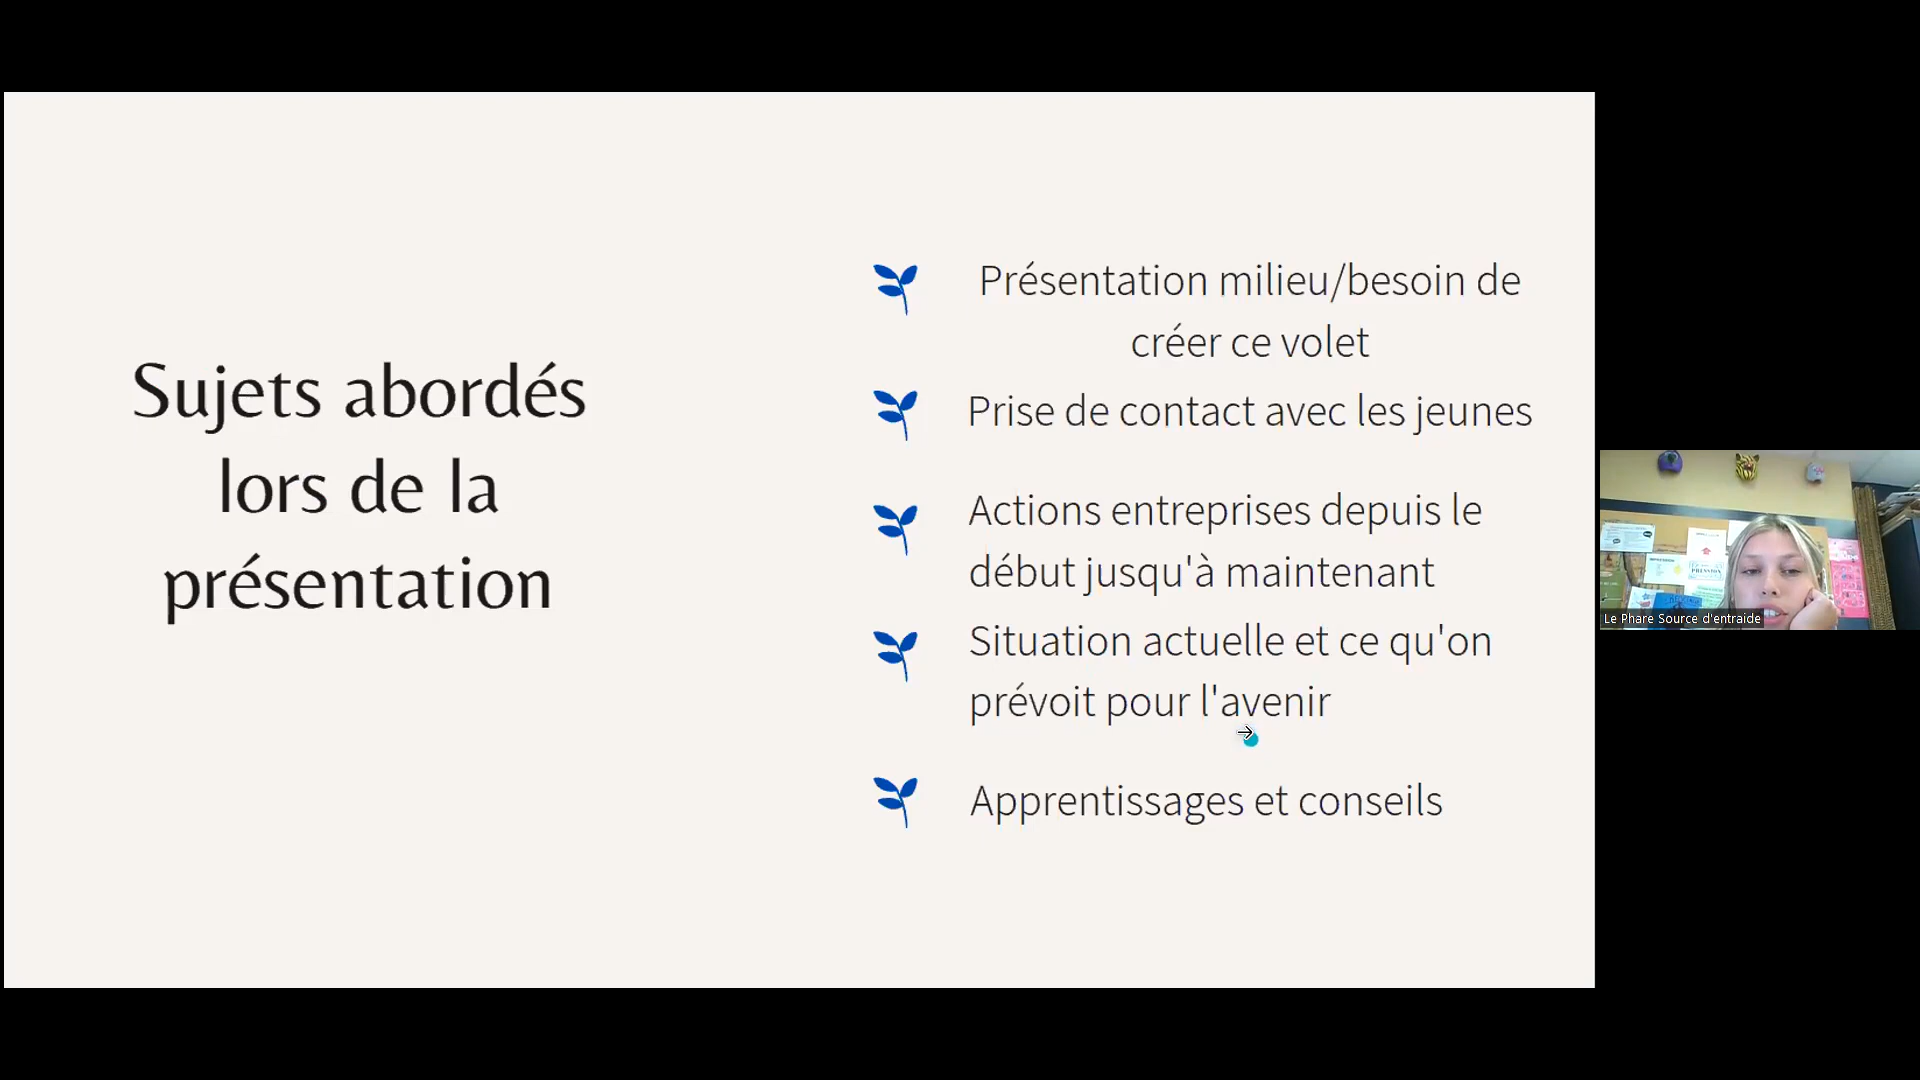 Sujets abordés
lors de la
présentation
Présentation milieu/besoin de
créer ce volet
Prise de contact avec les jeunes
Actions entreprises depuis le
début jusqu'à maintenant
Situation actuelle et ce qu'on
prévoit pour l'avenir
Apprentissages et conseils
Le Phare Source d'entraide